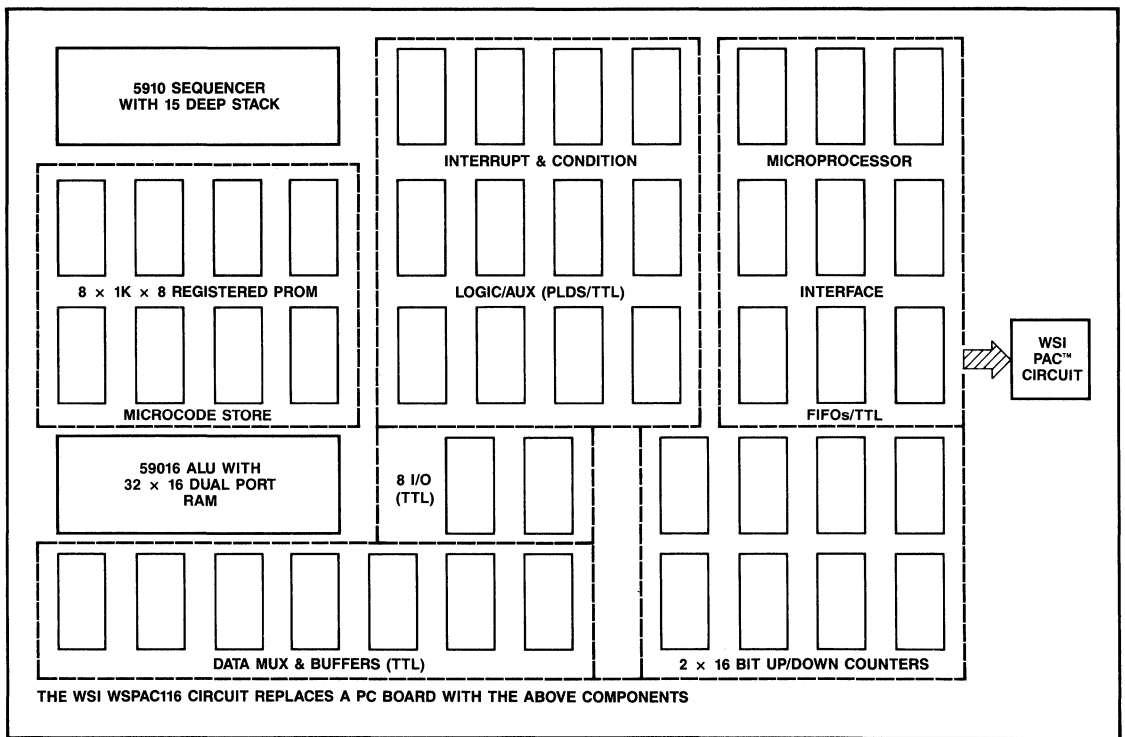 5910 SEQUENCER
WITH 15 DEEP STACK
INTERRUPT & CONDITION
MICROPROCESSOR
8 × 1K × 8 REGISTERED PROM
LOGIC/AUX (PLDS/TTL)
INTERFACE
WSI
PAC™
CIRCUIT
MICROCODE STORE
FIFOs/TTL
59016 ALU WITH
32 × 16 DUAL PORT
RAM
8 I/O
(TTL)
DATA MUX & BUFFERS (TTL)
2 × 16 BIT UP/DOWN COUNTERS
THE WSI WSPAC116 CIRCUIT REPLACES A PC BOARD WITH THE ABOVE COMPONENTS